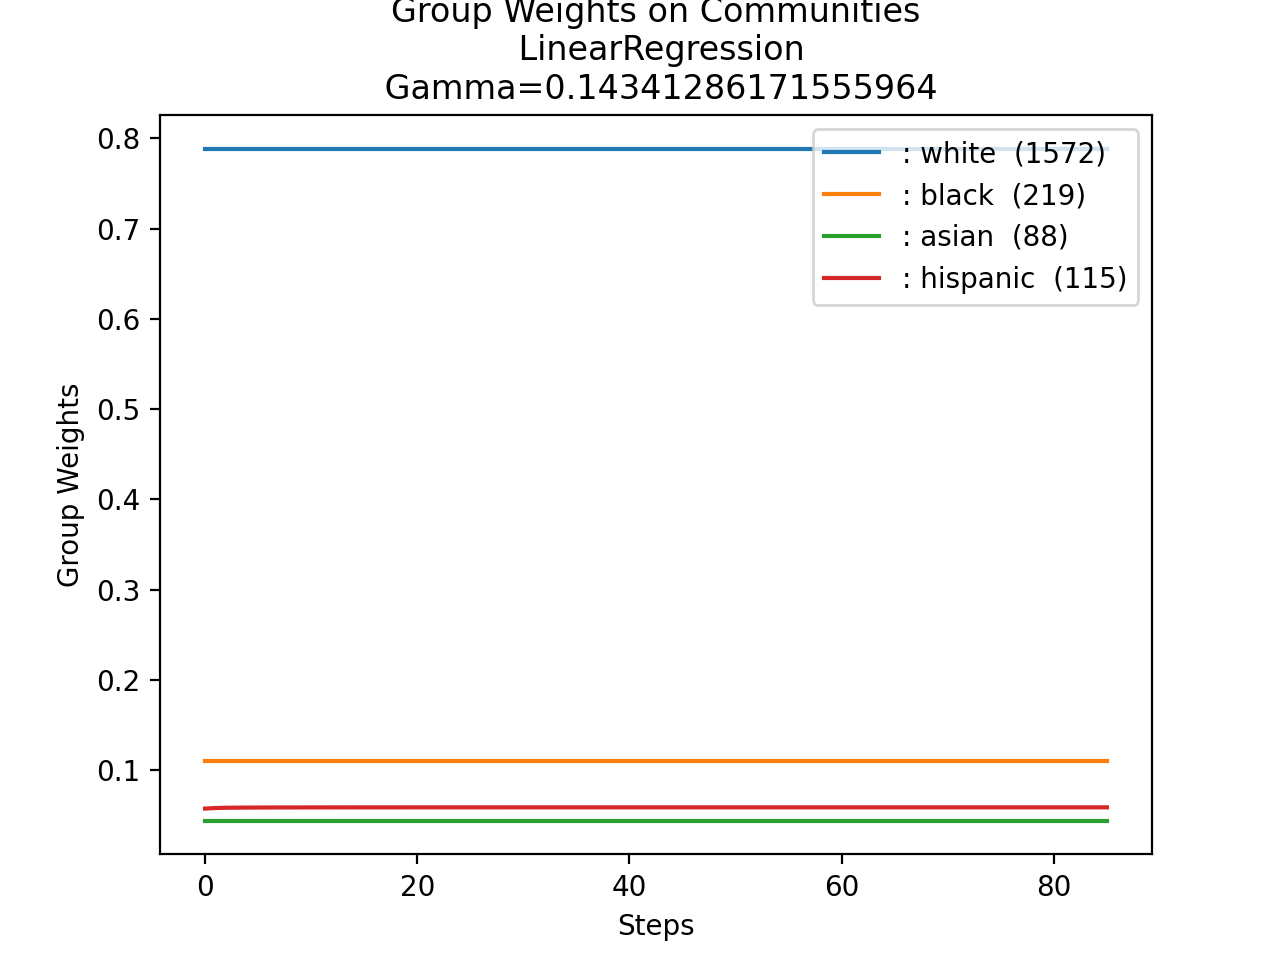 Group Weights on Communities
LinearRegression
Gamma=0.14341286171555964
: white (1572)
: black (219)
: asian (88)
: hispanic (115)
Group Weights
0.8
0.7
0.6
0.5
0.4
0.3
0.2
0.1
0 20 40 60 80
Steps